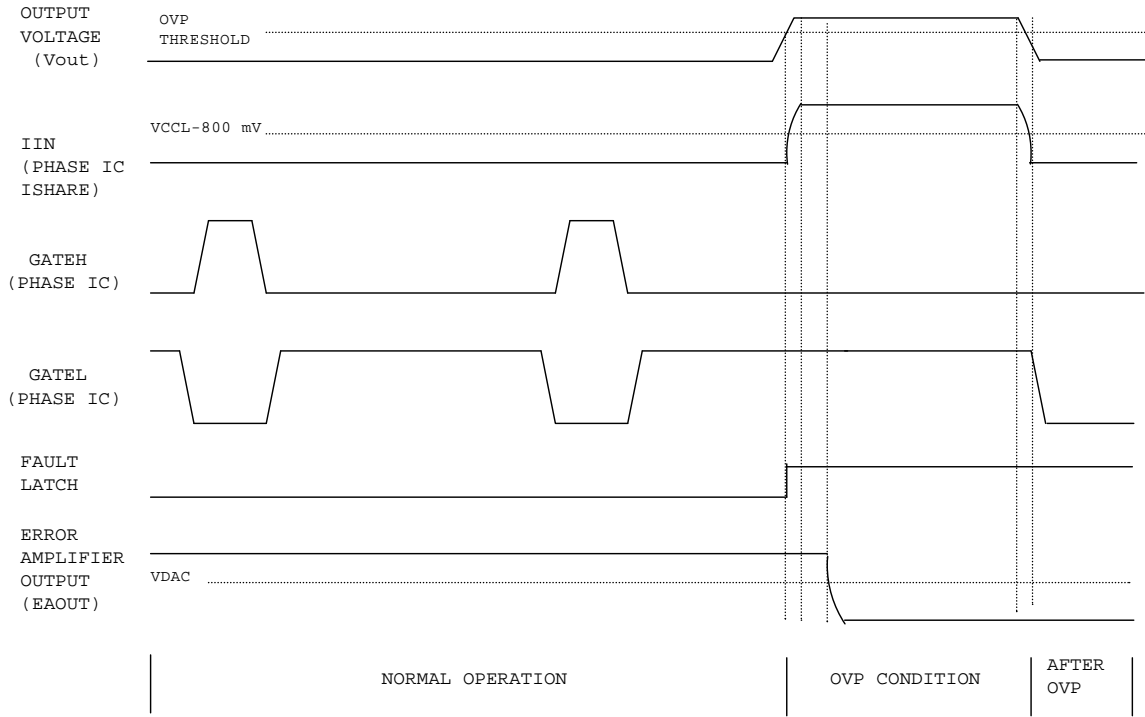 OUTPUT
VOLTAGE
(Vout)
OVP
THRESHOLD
VCCL-800 mV
IIN
(PHASE IC
ISHARE)
GATEH
(PHASE IC)
GATEL
(PHASE IC)
FAULT
LATCH
ERROR
AMPLIFIER
OUTPUT
(EAOUT)
VDAC
NORMAL OPERATION
OVP CONDITION
AFTER
OVP